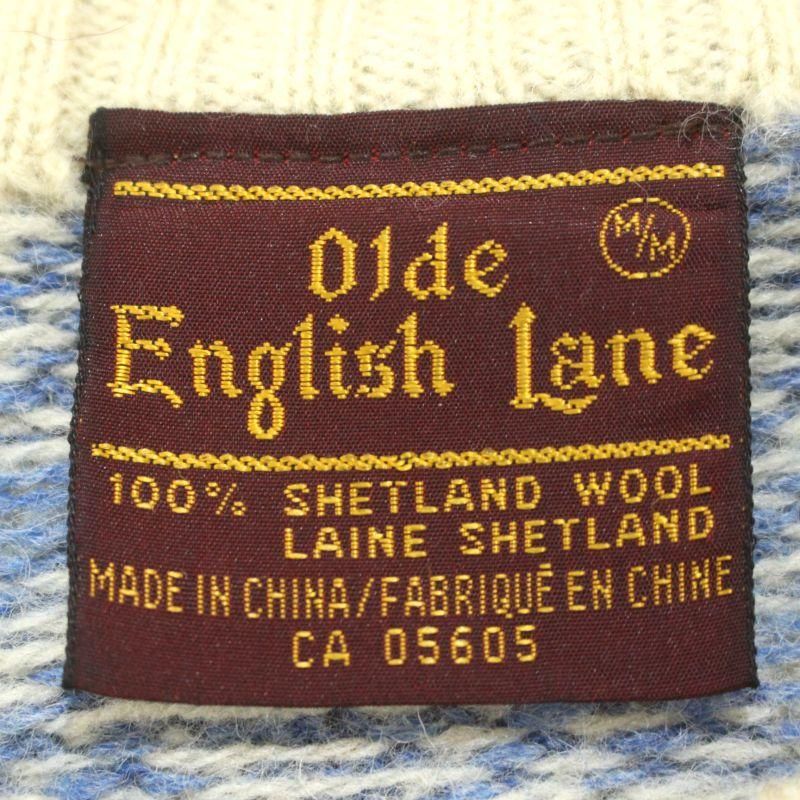 M/M
Olde
English Lane
100% SHETLAND WOOL
LAINE SHETLAND
MADE IN CHINA/FABRIQUÉ EN CHINE
CA 05605